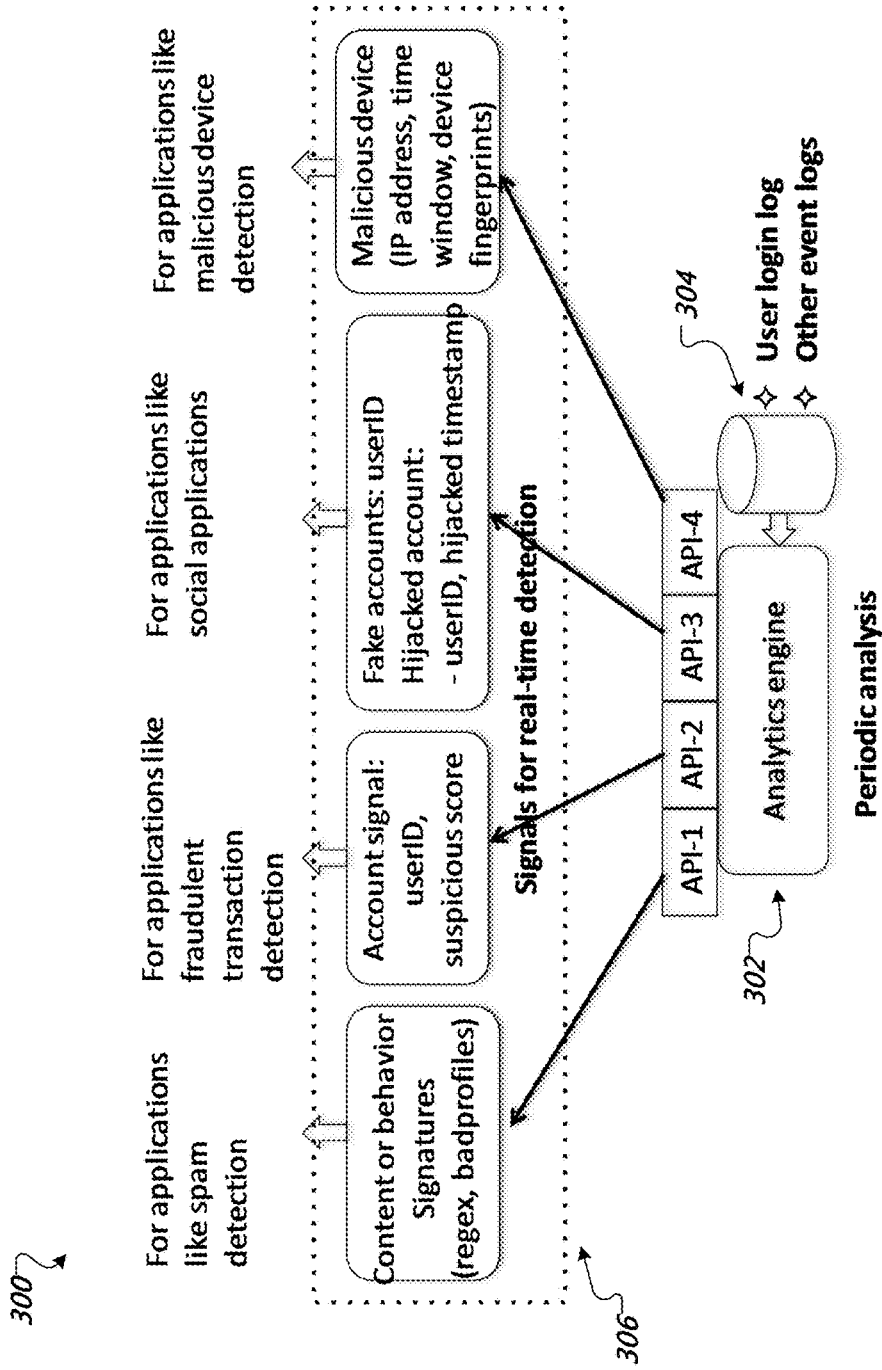 300
For applications
like spam
detection
For applications like
fraudulent
transaction
detection
For applications like
social applications
For applications like
malicious device
detection
Content or behavior
Signatures
(regex, badprofiles)
Account signal:
userID,
suspicious score
Fake accounts: userID
Hijacked account:
- userID, hijacked timestamp
Malicious device
(IP address, time
window, device
fingerprints)
Signals for real-time detection
306
API-1
API-2
API-3
API-4
304
302
Analytics engine
User login log
Other event logs
Periodic analysis